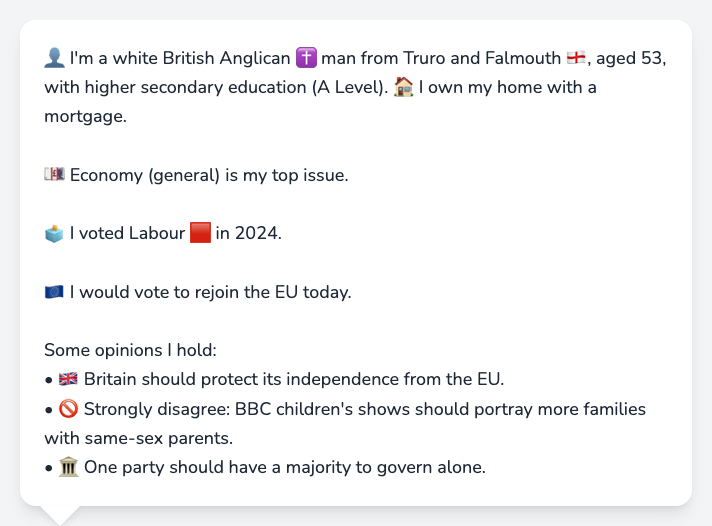 👤 I'm a white British Anglican ✝️ man from Truro and Falmouth 🏴󠁧󠁢󠁥󠁮󠁧󠁿, aged 53,
with higher secondary education (A Level). 🏠 I own my home with a
mortgage.
💷 Economy (general) is my top issue.
🗳️ I voted Labour 🟥 in 2024.
🇪🇺 I would vote to rejoin the EU today.
Some opinions I hold:
• 🇬🇧 Britain should protect its independence from the EU.
• 🚫 Strongly disagree: BBC children's shows should portray more families
with same-sex parents.
• 🏛️ One party should have a majority to govern alone.